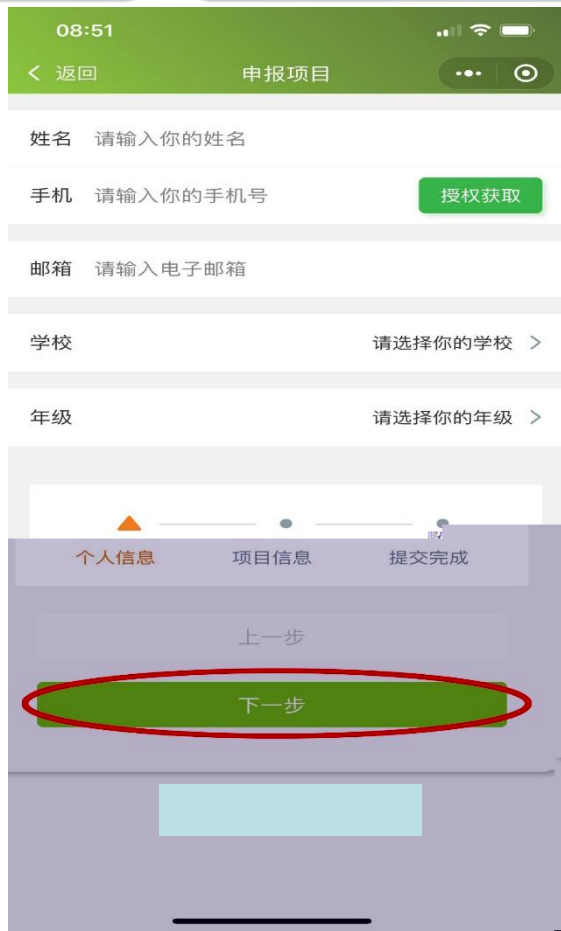 08:51
返回 申报项目
姓名 请输入你的姓名
手机 请输入你的手机号 授权获取
邮箱 请输入电子邮箱
学校 请选择你的学校
年级 请选择你的年级
个人信息 项目信息 提交完成
上一步
下一步